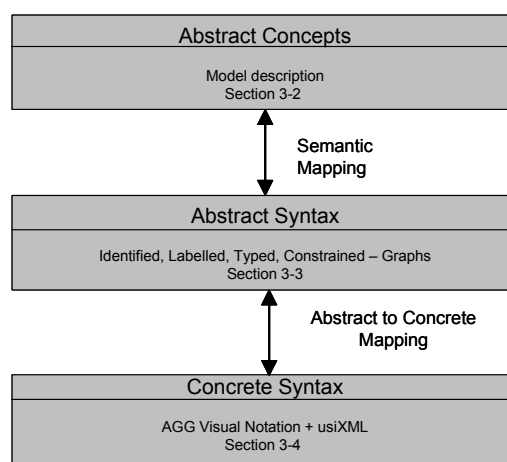 Abstract Concepts
Model description
Section 3-2
Semantic
Mapping
Abstract Syntax
Identified, Labelled, Typed, Constrained – Graphs
Section 3-3
Abstract to Concrete
Mapping
Concrete Syntax
AGG Visual Notation + usiXML
Section 3-4